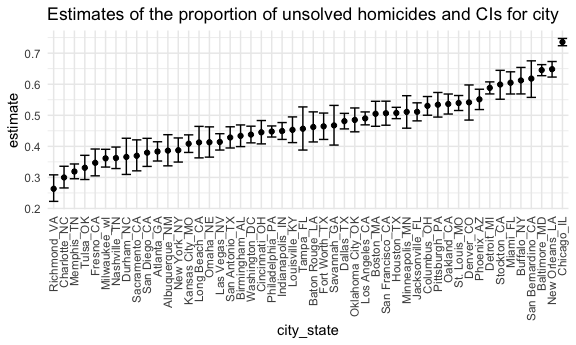 Estimates of the proportion of unsolved homicides and CIs for city
estimate
0.7
0.6
0.5
0.4
0.3
0.2
Richmond_VA
Charlotte_NC
Memphis_TN
Tulsa_OK
Fresno_CA
Milwaukee_wI
Nashville_TN
Durham_NC
Sacramento_CA
San Diego_CA
Atlanta_GA
Albuquerque_NM
New York_NY
Kansas City_MO
Long Beach_CA
Omaha_NE
Las Vegas_NV
San Antonio_TX
Birmingham_AL
Washington_DC
Cincinnati_OH
Philadelphia_PA
Indianapolis_IN
Louisville_KY
Tampa_FL
Baton Rouge_LA
Fort Worth_TX
Savannah_GA
Dallas_TX
Oklahoma City_OK
Los Angeles_CA
Boston_MA
San Francisco_CA
Houston_TX
Minneapolis_MN
Jacksonville_FL
Columbus_OH
Pittsburgh_PA
Oakland_CA
St. Louis_MO
Denver_CO
Phoenix_AZ
Detroit_MI
Stockton_CA
Miami_FL
Buffalo_NY
San Bernardino_CA
Baltimore_MD
New Orleans_LA
Chicago_IL
city_state